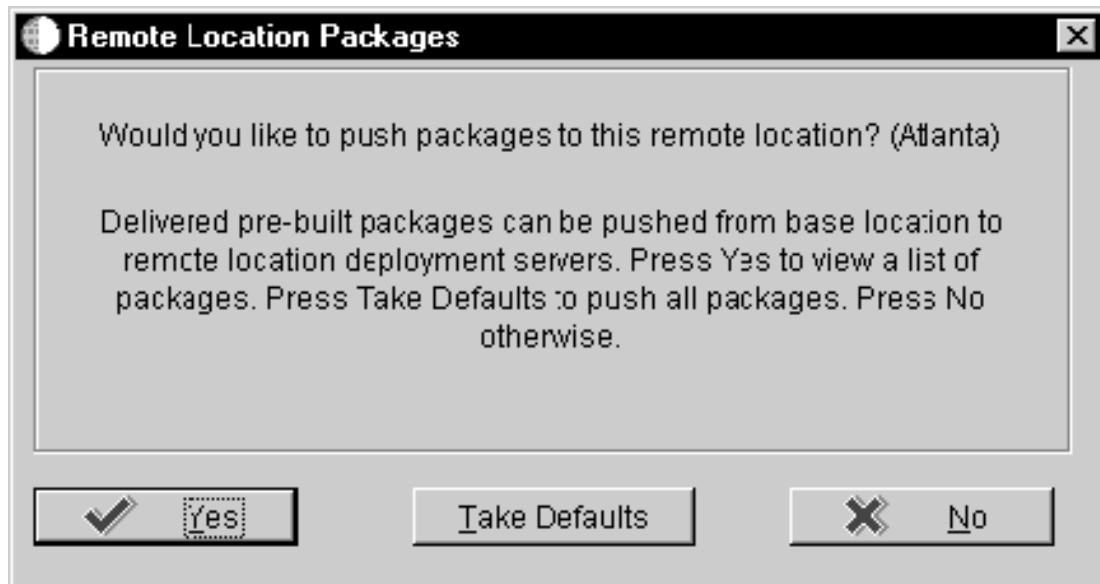 Remote Location Packages
Would you like to push packages to this remote location? (Atlanta)
Delivered pre-built packages can be pushed from base location to
remote location deployment servers. Press Yes to view a list of
packages. Press Take Defaults to push all packages. Press No
otherwise.
Yes
Take Defaults
No